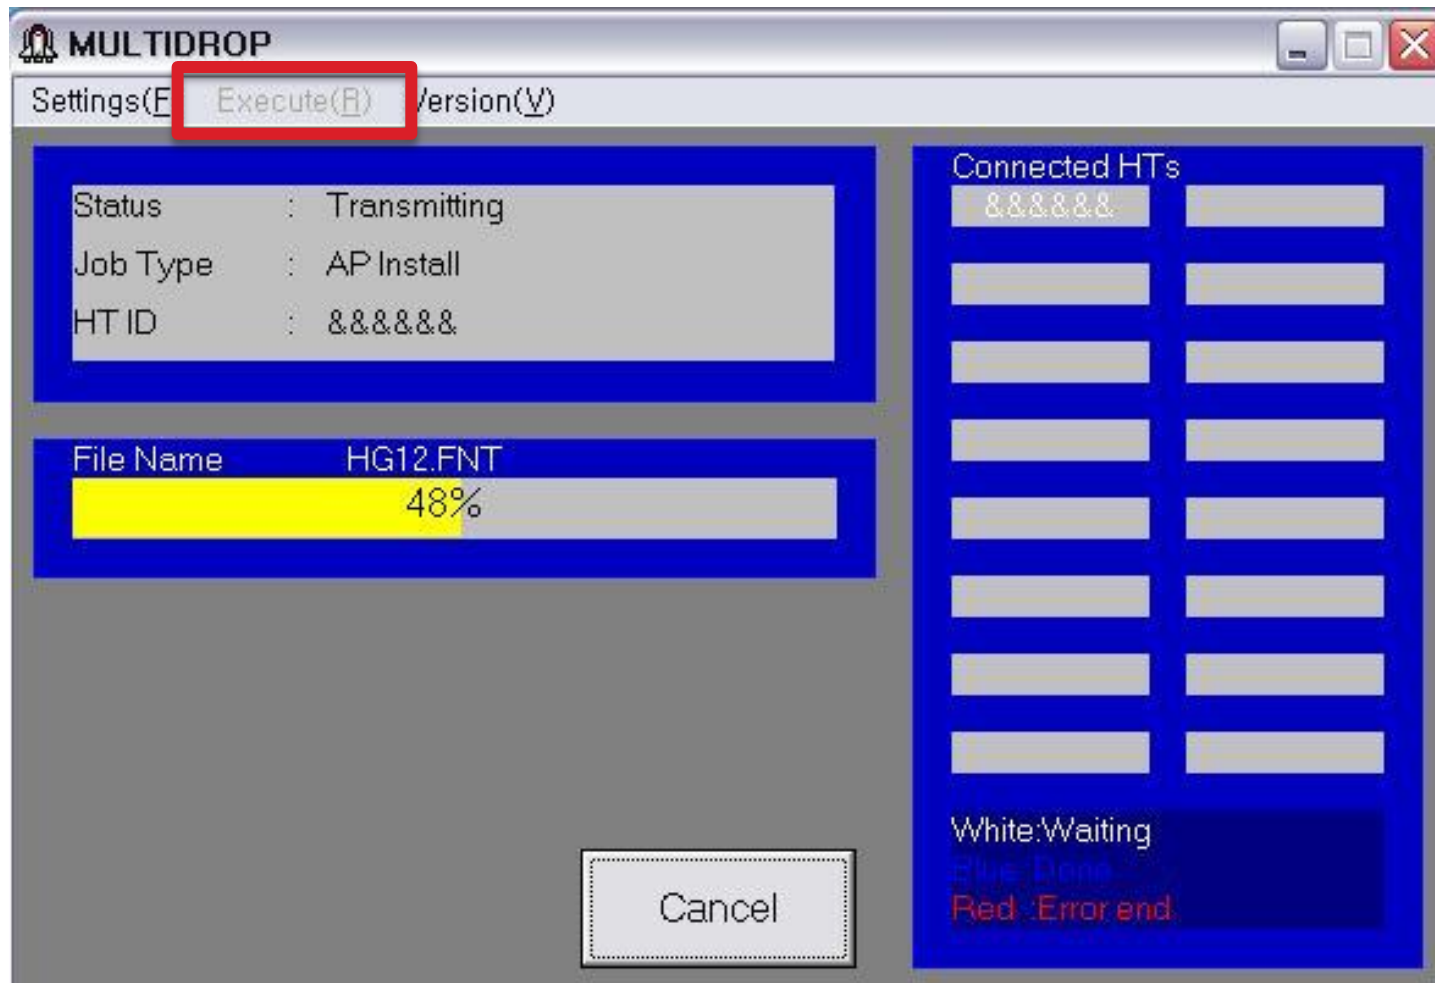 MULTIDROP
Settings(F Execute(R) Version(V)
Status : Transmitting
Job Type : AP Install
HT ID : &&&&&&
File Name HG12.FNT
48%
Cancel
Connected HTs
&&&&&&
White:Waiting
Blue :Done
Red :Error end